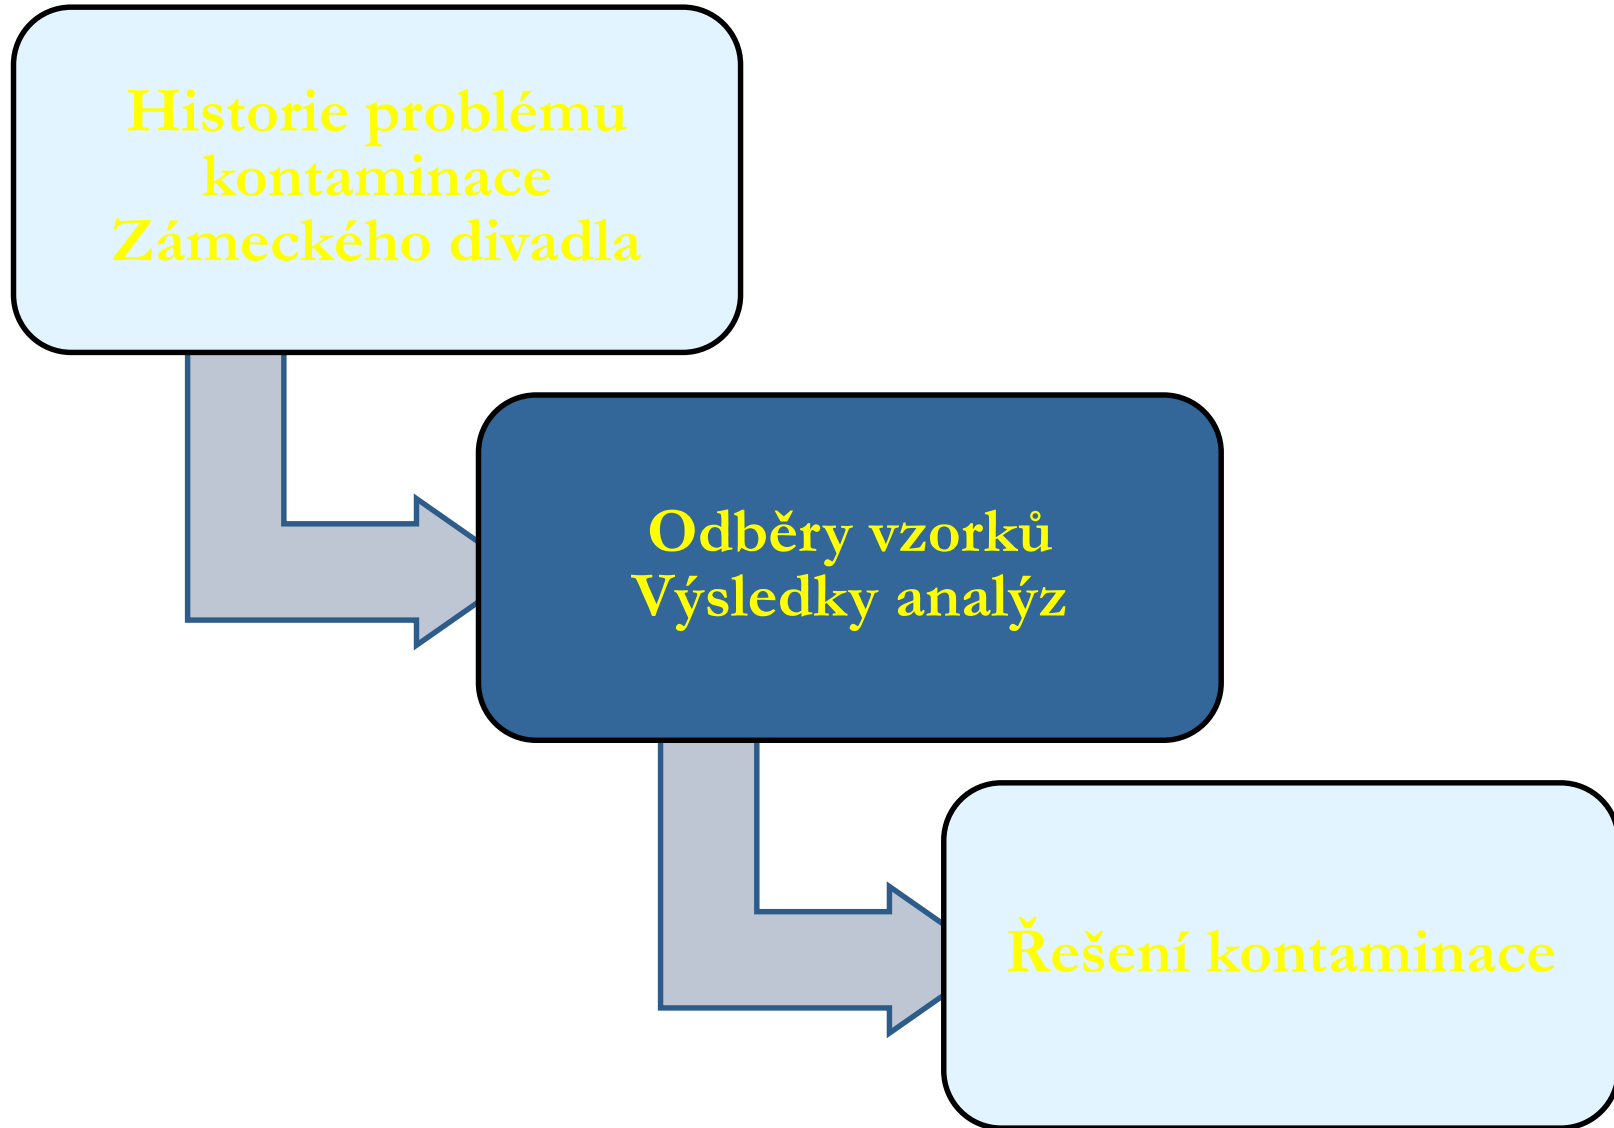 Historie problému
kontaminace
Zámeckého divadla
Odběry vzorků
Výsledky analýz
Řešení kontaminace